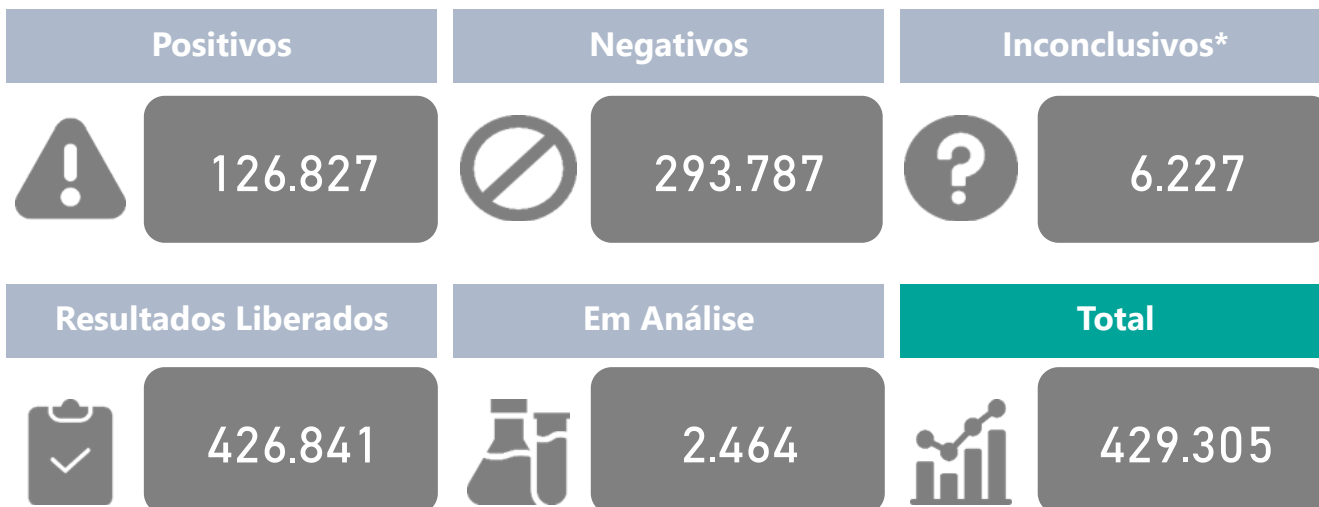 Positivos
Negativos
Inconclusivos*
126.827
293.787
6.227
Resultados Liberados
Em Análise
Total
426.841
2.464
429.305